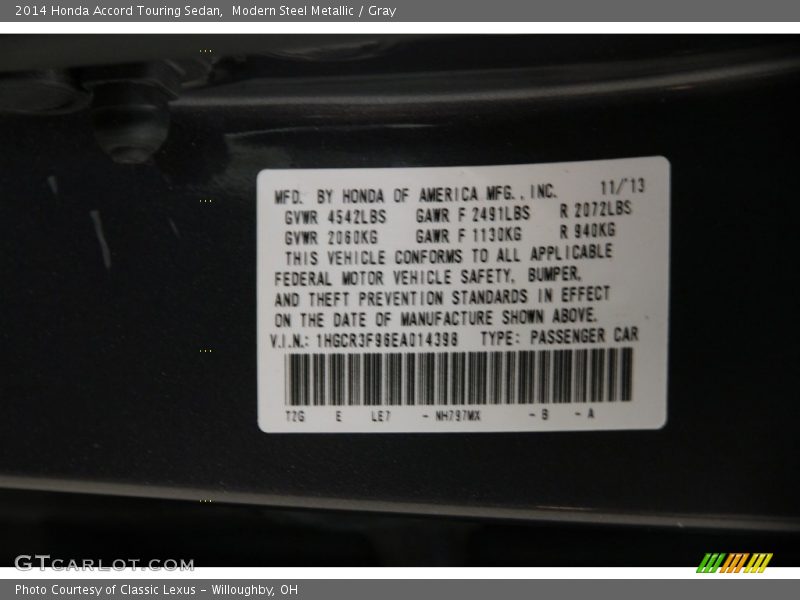 2014 Honda Accord Touring Sedan, Modern Steel Metallic / Gray
MFD. BY HONDA OF AMERICA MFG., INC. 11/'13
GVWR 4542LBS GAWR F 2491LBS R 2072LBS
GVWR 2060KG GAWR F 1130KG R 940KG
THIS VEHICLE CONFORMS TO ALL APPLICABLE
FEDERAL MOTOR VEHICLE SAFETY, BUMPER,
AND THEFT PREVENTION STANDARDS IN EFFECT
ON THE DATE OF MANUFACTURE SHOWN ABOVE.
V.I.N.: 1HGCR3F96EA014398 TYPE: PASSENGER CAR
T2G E LE7 - NH797MX - B - A
GTCARLOT.COM
Photo Courtesy of Classic Lexus - Willoughby, OH